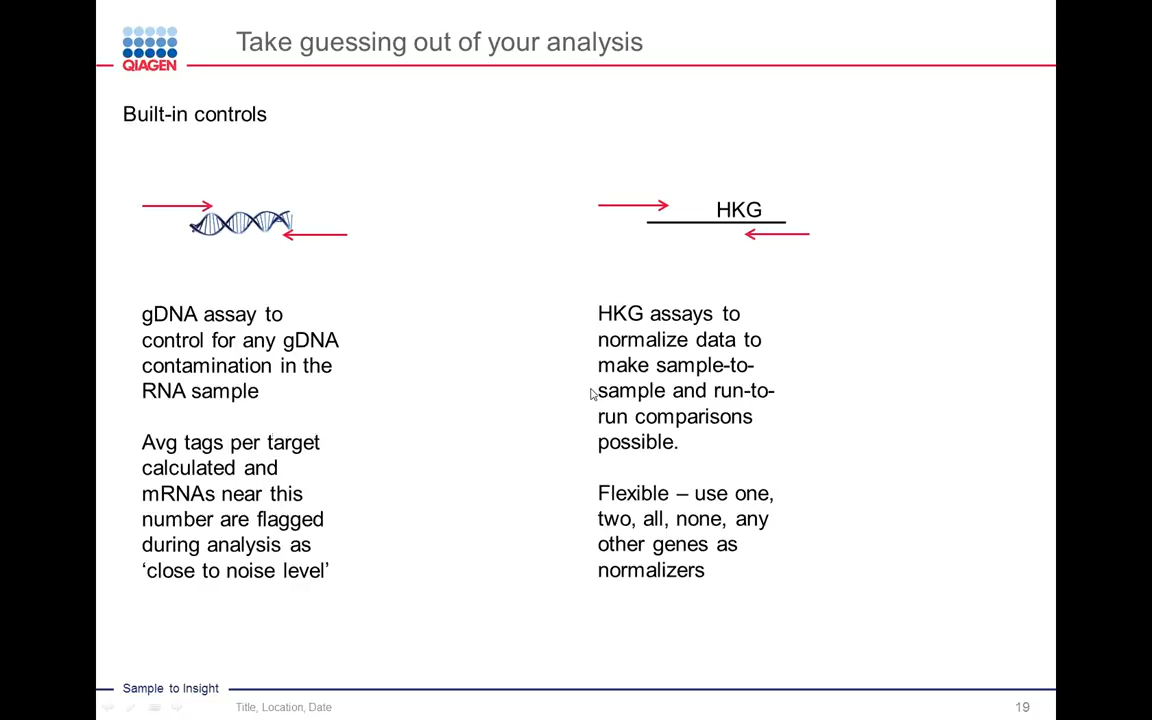 QIAGEN
Take guessing out of your analysis
Built-in controls
gDNA assay to
control for any gDNA
contamination in the
RNA sample
Avg tags per target
calculated and
mRNAs near this
number are flagged
during analysis as
‘close to noise level’
HKG
HKG assays to
normalize data to
make sample-to-
sample and run-to-
run comparisons
possible.
Flexible – use one,
two, all, none, any
other genes as
normalizers
Sample to Insight
Title, Location, Date
19